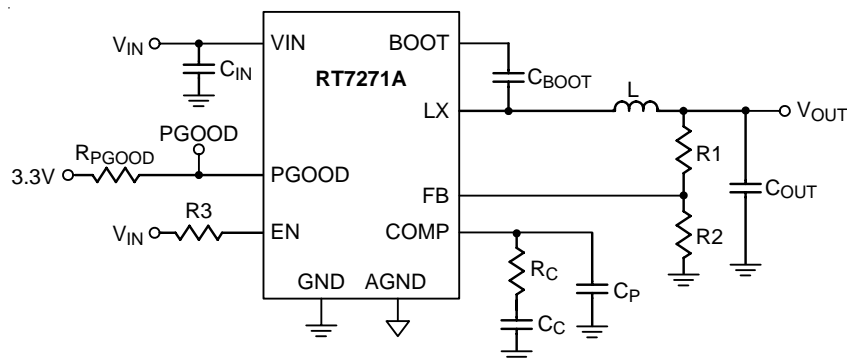 VIN
VIN
BOOT
CIN
RT7271A
CBOOT
L
LX
VOUT
PGOOD
RPGOOD
R1
3.3V
PGOOD
FB
COUT
R3
VIN
EN
COMP
R2
RC
CP
GND
AGND
CC